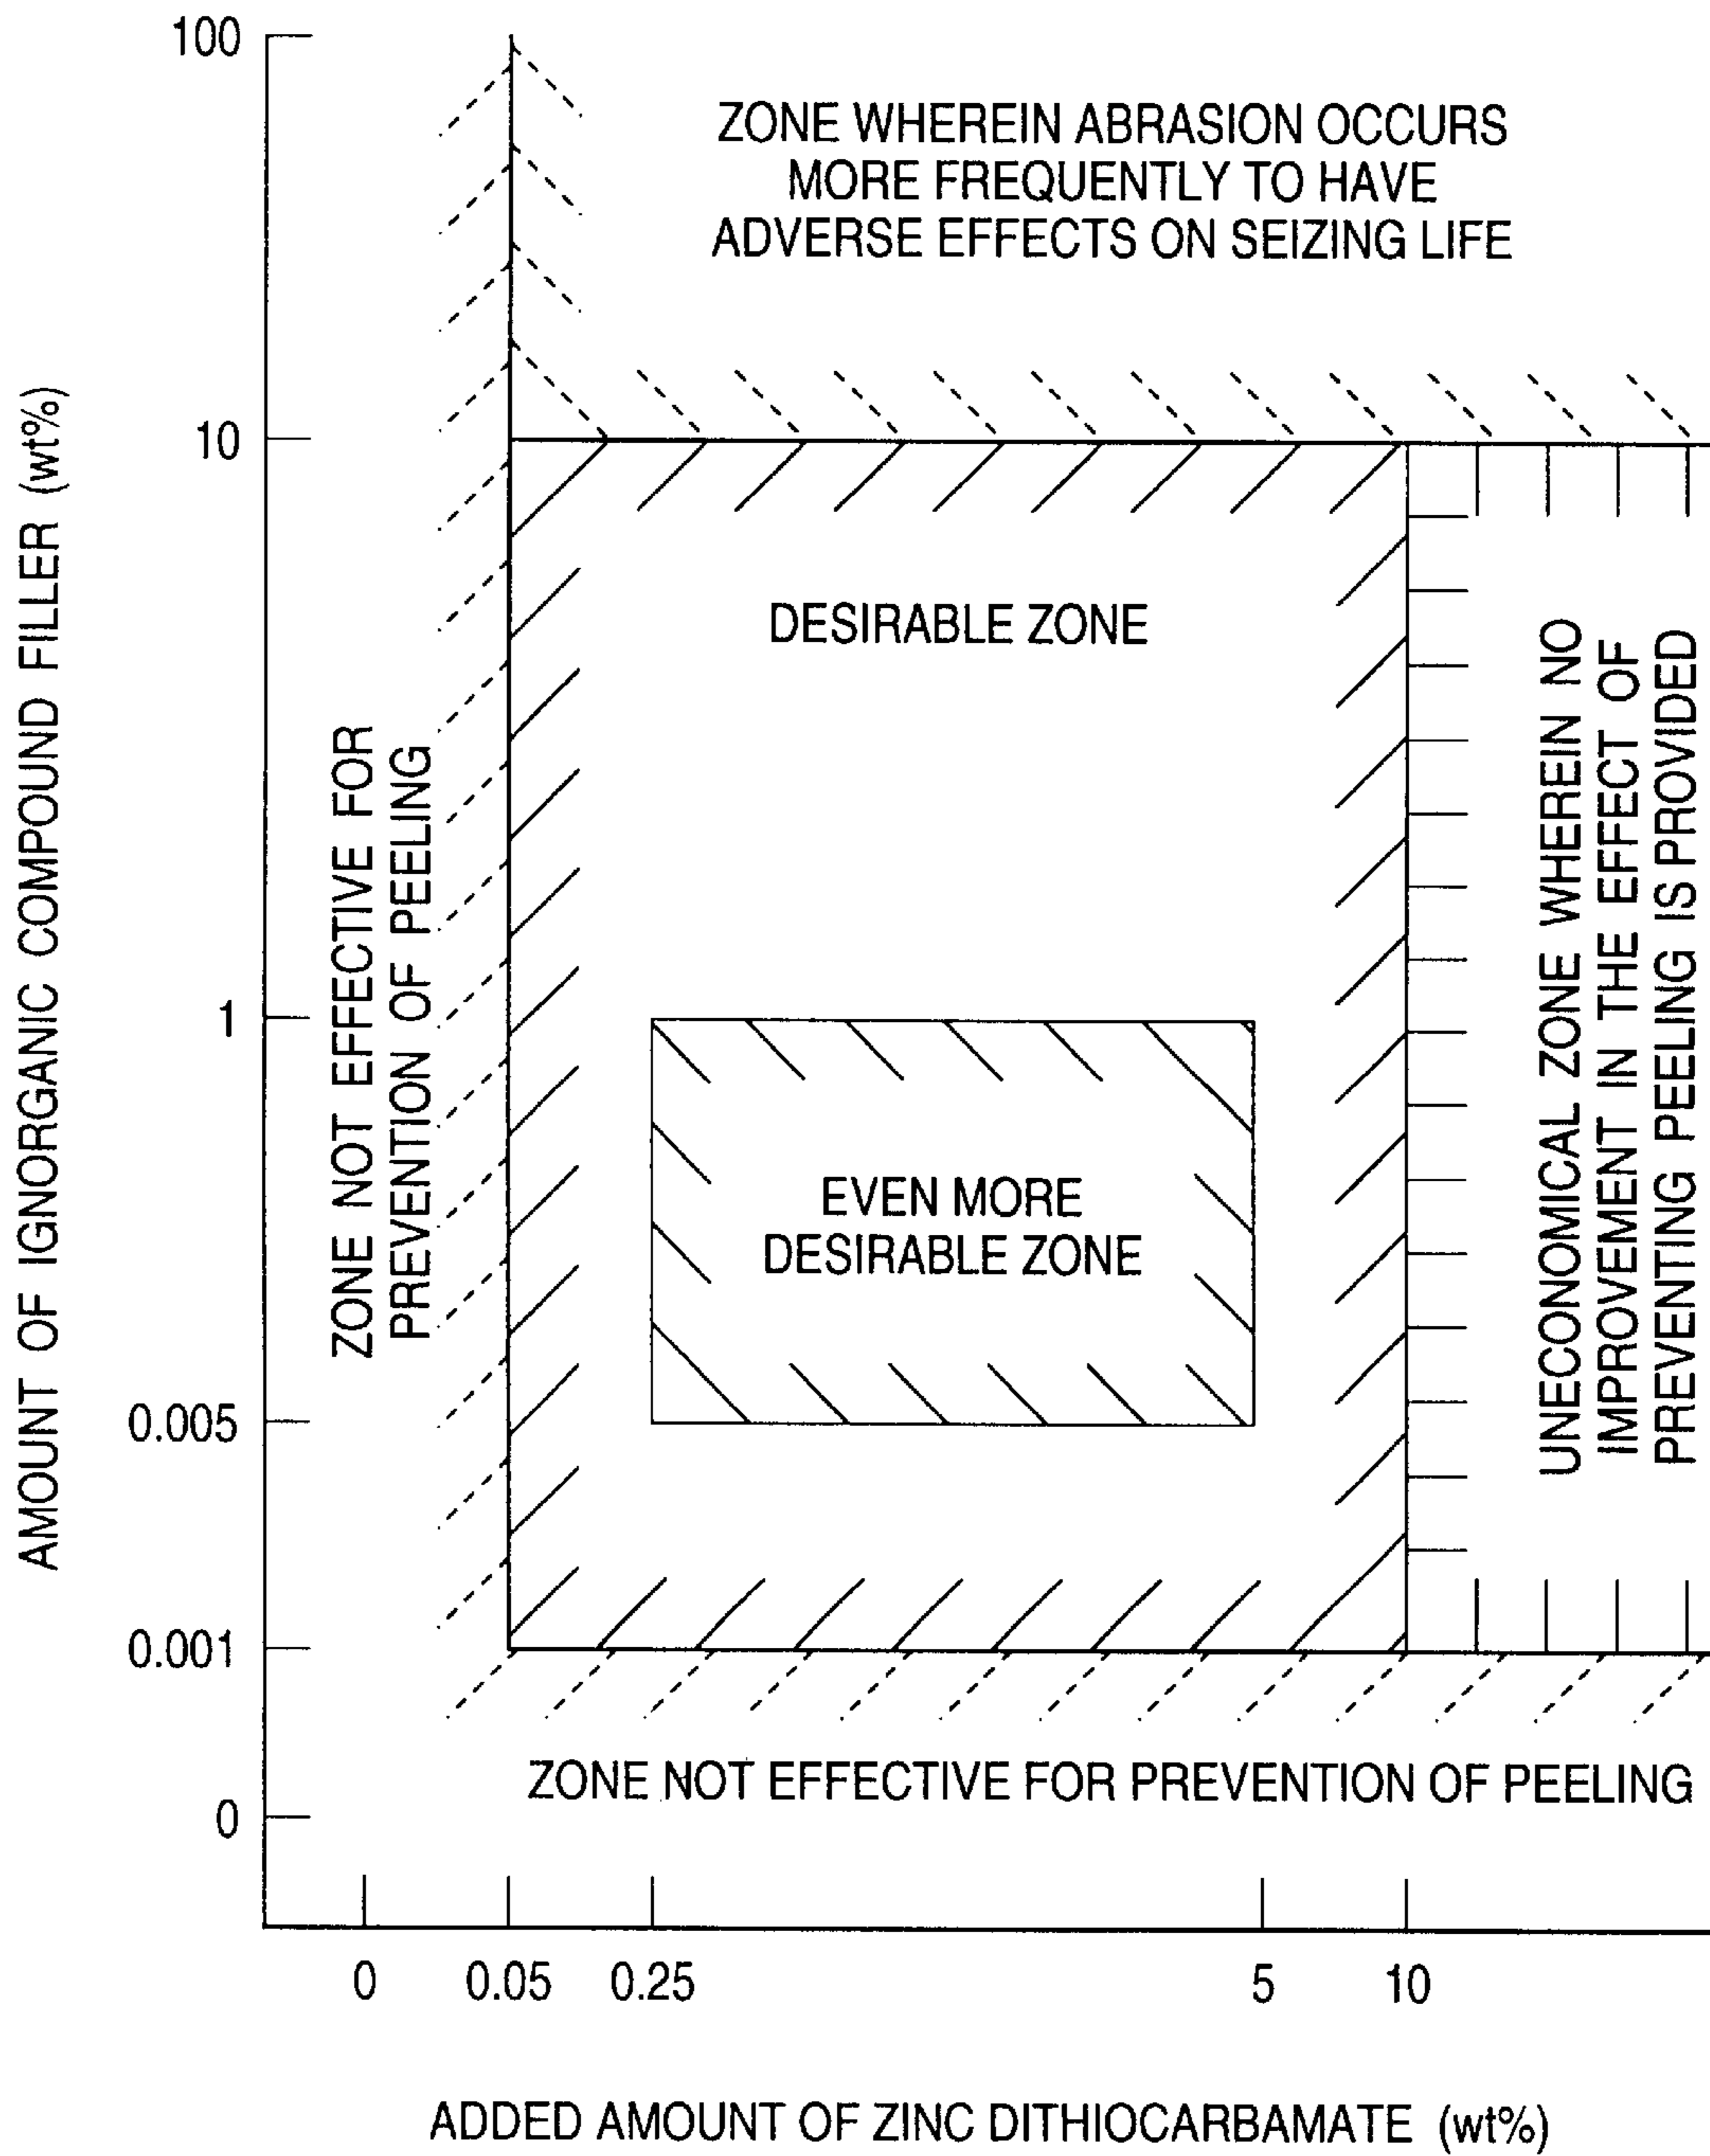 100
ZONE WHEREIN ABRASION OCCURS
MORE FREQUENTLY TO HAVE
ADVERSE EFFECTS ON SEIZING LIFE
10
DESIRABLE ZONE
AMOUNT OF IGNORGANIC COMPOUND FILLER (wt%)
ZONE NOT EFFECTIVE FOR
PREVENTION OF PEELING
UNECONOMICAL ZONE WHEREIN NO
IMPROVEMENT IN THE EFFECT OF
PREVENTING PEELING IS PROVIDED
1
EVEN MORE
DESIRABLE ZONE
0.005
0.001
ZONE NOT EFFECTIVE FOR PREVENTION OF PEELING
0
0 0.05 0.25 5 10
ADDED AMOUNT OF ZINC DITHIOCARBAMATE (wt%)